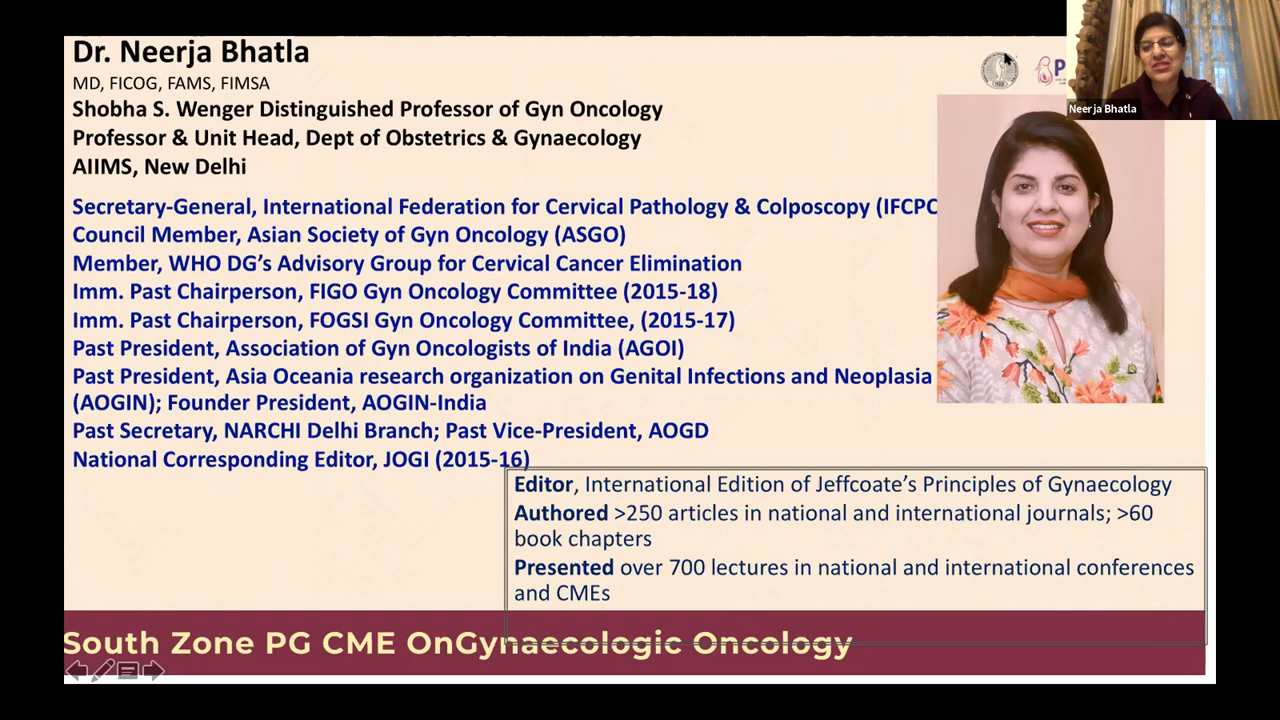 Dr. Neerja Bhatla
MD, FICOG, FAMS, FIMSA
Shobha S. Wenger Distinguished Professor of Gyn Oncology
Professor & Unit Head, Dept of Obstetrics & Gynaecology
AIIMS, New Delhi
Secretary-General, International Federation for Cervical Pathology & Colposcopy (IFCPC
Council Member, Asian Society of Gyn Oncology (ASGO)
Member, WHO DG’s Advisory Group for Cervical Cancer Elimination
Imm. Past Chairperson, FIGO Gyn Oncology Committee (2015-18)
Imm. Past Chairperson, FOGSI Gyn Oncology Committee, (2015-17)
Past President, Association of Gyn Oncologists of India (AGOI)
Past President, Asia Oceania research organization on Genital Infections and Neoplasia
(AOGIN); Founder President, AOGIN-India
Past Secretary, NARCHI Delhi Branch; Past Vice-President, AOGD
National Corresponding Editor, JOGI (2015-16)
Editor, International Edition of Jeffcoate’s Principles of Gynaecology
Authored >250 articles in national and international journals; >60
book chapters
Presented over 700 lectures in national and international conferences
and CMEs
South Zone PG CME OnGynaecologic Oncology
P
Neerja Bhatla